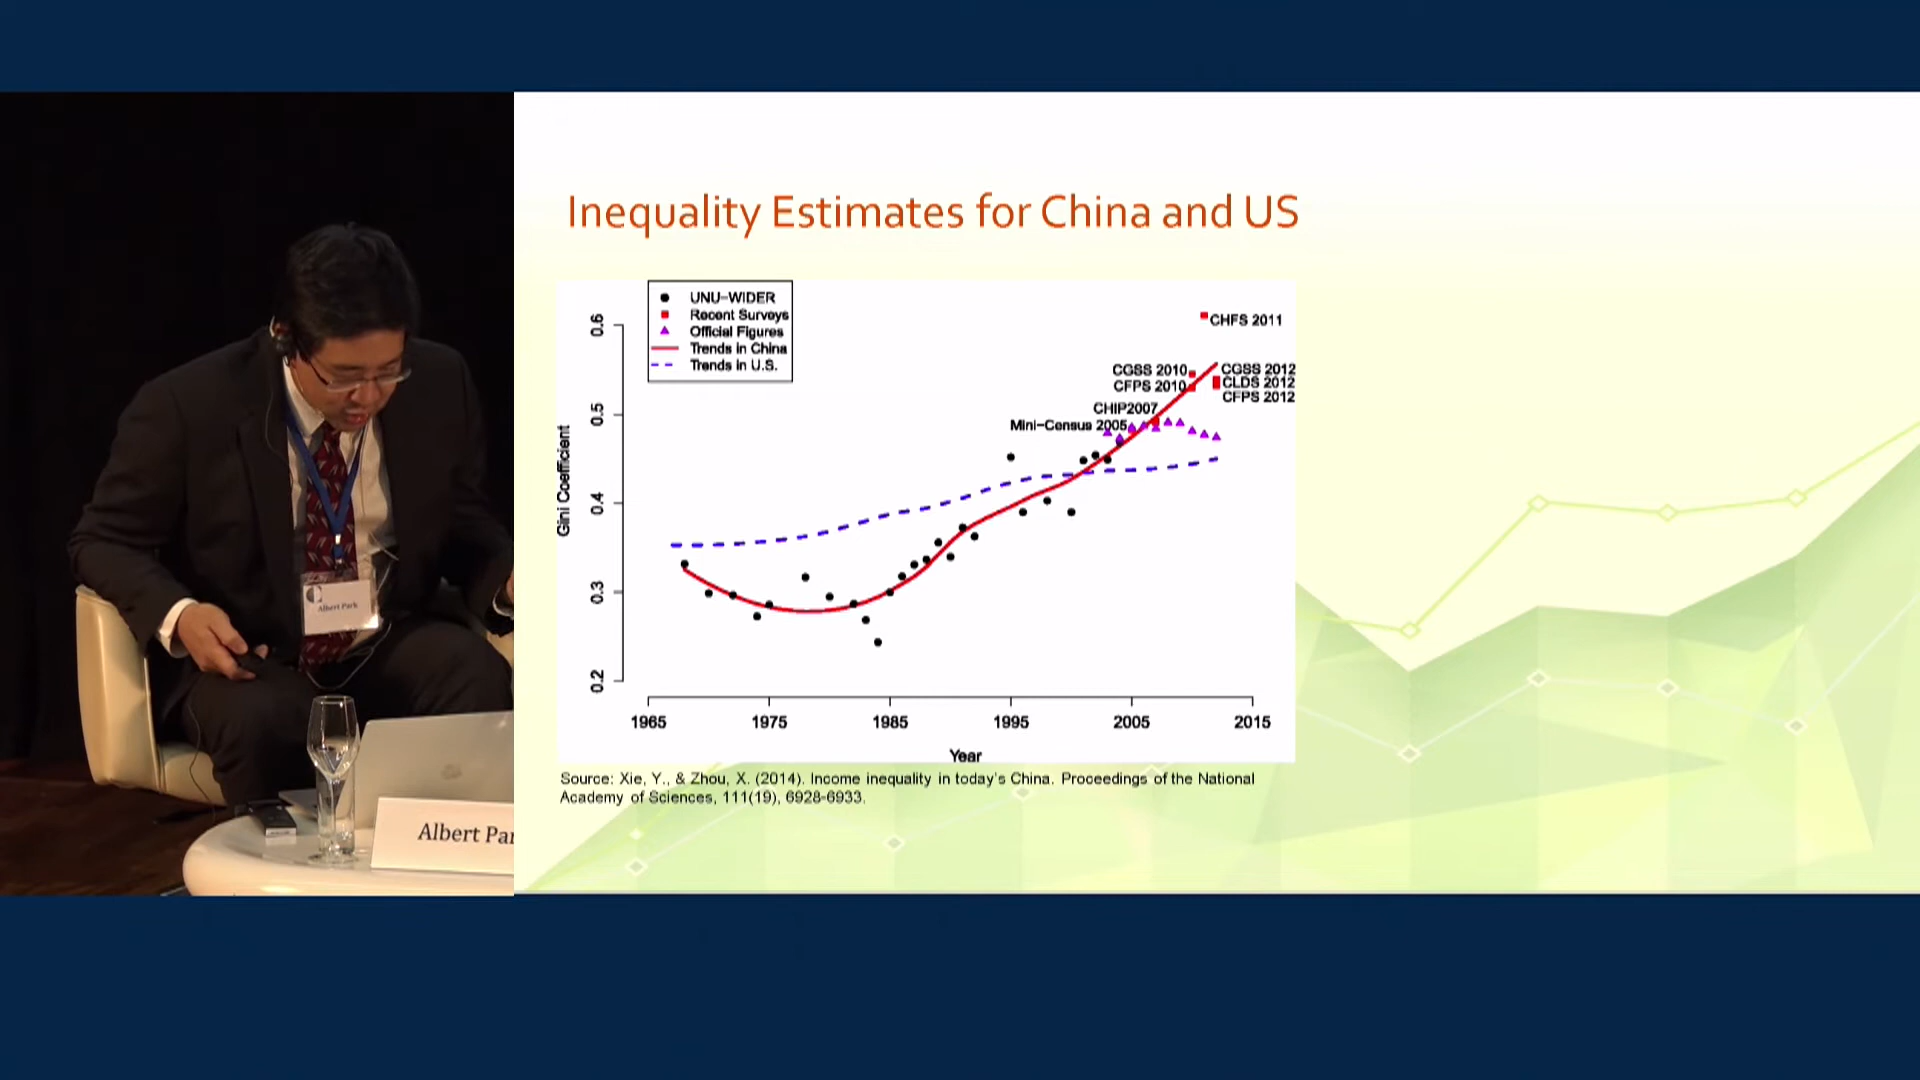 Inequality Estimates for China and US
UNU-WIDER
Recent Surveys
Official Figures
Trends in China
Trends in U.S.
Gini Coefficient
0.6
0.5
0.4
0.3
0.2
CHFS 2011
CGSS 2010
CFPS 2010
CGSS 2012
CLDS 2012
CFPS 2012
CHIP2007
Mini-Census 2005
1965 1975 1985 1995 2005 2015
Year
Source: Xie, Y., & Zhou, X. (2014). Income inequality in today's China. Proceedings of the National
Academy of Sciences, 111(19), 6928-6933.
Albert Park
Albert Par